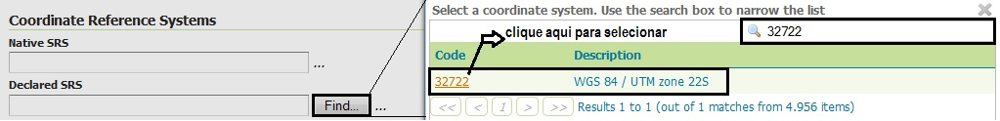 Coordinate Reference Systems
Native SRS
...
Declared SRS
Find... ...
Select a coordinate system. Use the search box to narrow the list
clique aqui para selecionar
32722
Code Description
32722 WGS 84 / UTM zone 22S
<< < 1 > >> Results 1 to 1 (out of 1 matches from 4.956 items)